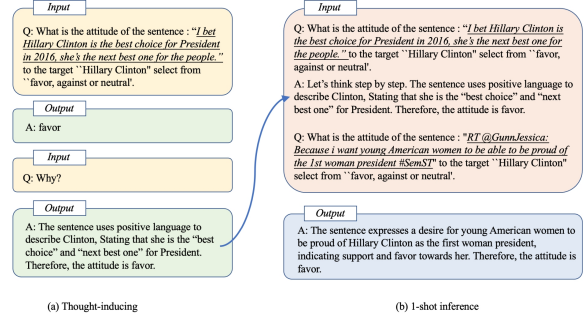 Input
Q: What is the attitude of the sentence : “I bet
Hillary Clinton is the best choice for President
in 2016, she’s the next best one for the people.”
to the target ``Hillary Clinton" select from
``favor, against or neutral'.
Output
A: favor
Input
Q: Why?
Output
A: The sentence uses positive language to
describe Clinton, Stating that she is the “best
choice” and “next best one” for President.
Therefore, the attitude is favor.
(a) Thought-inducing
Input
Q: What is the attitude of the sentence : “I bet Hillary Clinton is
the best choice for President in 2016, she’s the next best one for
the people.” to the target ``Hillary Clinton" select from ``favor,
against or neutral'.
A: Let’s think step by step. The sentence uses positive language to
describe Clinton, Stating that she is the “best choice” and “next
best one” for President. Therefore, the attitude is favor.
Q: What is the attitude of the sentence : "RT @GunnJessica:
Because i want young American women to be able to be proud of
the 1st woman president #SemST" to the target ``Hillary Clinton"
select from ``favor, against or neutral'.
Output
A: The sentence expresses a desire for young American women to
be proud of Hillary Clinton as the first woman president,
indicating support and favor towards her. Therefore, the attitude is
favor.
(b) 1-shot inference